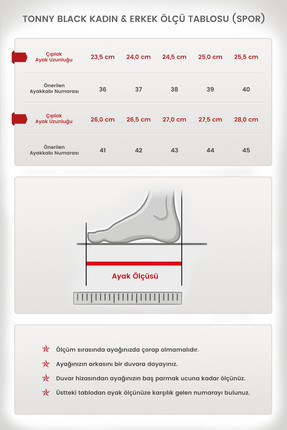 TONNY BLACK KADIN & ERKEK ÖLÇÜ TABLOSU (SPOR)
Çıplak
Ayak Uzunluğu
23,5 cm 24,0 cm 24,5 cm 25,0 cm 25,5 cm
Önerilen
Ayakkabı Numarası
36 37 38 39 40
Çıplak
Ayak Uzunluğu
26,0 cm 26,5 cm 27,0 cm 27,5 cm 28,0 cm
Önerilen
Ayakkabı Numarası
41 42 43 44 45
Ayak Ölçüsü
Ölçüm sırasında ayağınızda çorap olmamalıdır.
Ayağınızın arkasını bir duvara dayayınız.
Duvar hizasından ayağınızın baş parmak ucuna kadar ölçünüz.
Üstteki tablodan ayak ölçünüze karşılık gelen numarayı bulunuz.